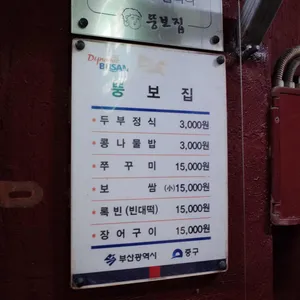 뚱보집
Dynamic
BUSAN
뚱보집
두부정식 3,000원
콩나물밥 3,000원
쭈꾸미 15,000원
보쌈 (小)15,000원
록빈(빈대떡) 15,000원
장어구이 15,000원
부산광역시 중구